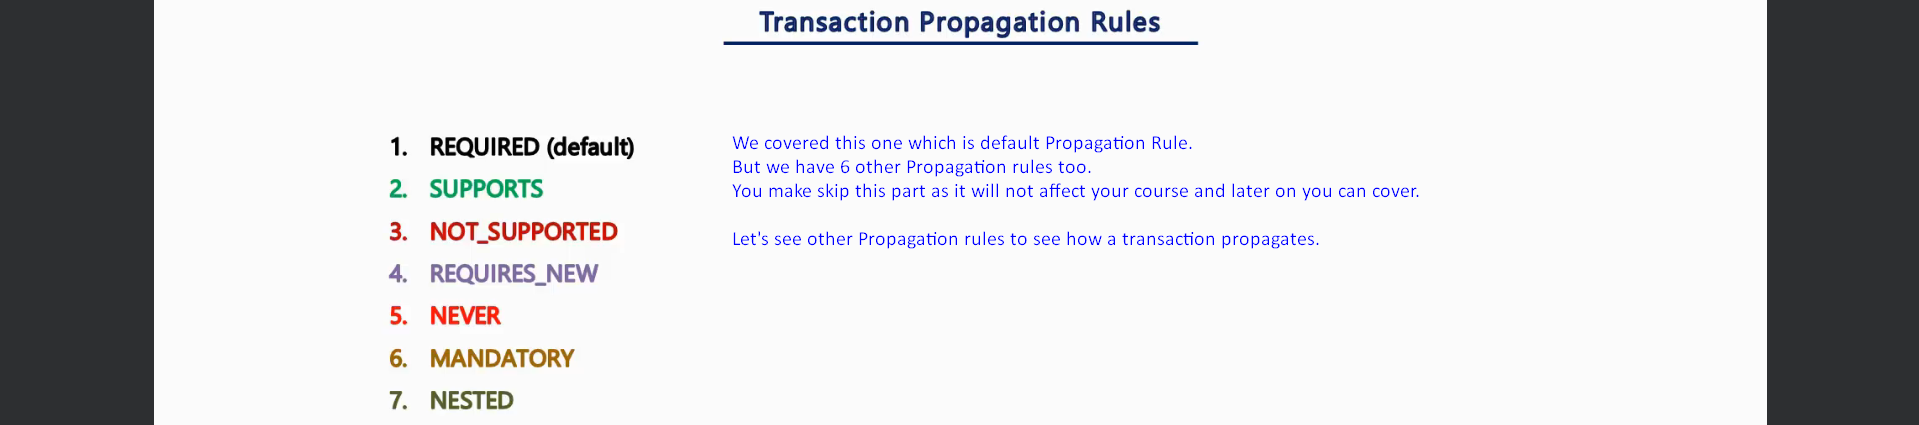 Transaction Propagation Rules
1. REQUIRED (default)
2. SUPPORTS
3. NOT_SUPPORTED
4. REQUIRES_NEW
5. NEVER
6. MANDATORY
7. NESTED
We covered this one which is default Propagation Rule.
But we have 6 other Propagation rules too.
You make skip this part as it will not affect your course and later on you can cover.
Let's see other Propagation rules to see how a transaction propagates.